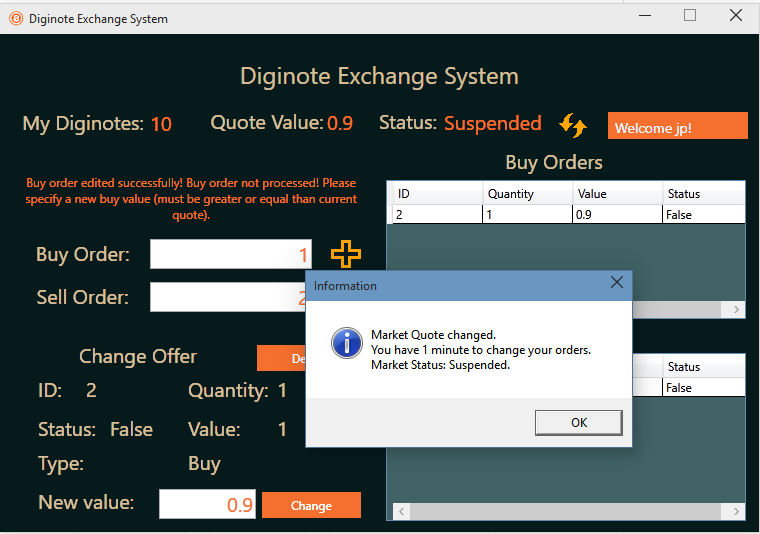 Diginote Exchange System
Diginote Exchange System
My Diginotes: 10 Quote Value: 0.9 Status: Suspended Welcome jp!
Buy Orders
Buy order edited successfully! Buy order not processed! Please
specify a new buy value (must be greater or equal than current
quote).
ID Quantity Value Status
2 1 0.9 False
Buy Order: 1
Sell Order: 2
Information
Market Quote changed.
You have 1 minute to change your orders.
Market Status: Suspended.
OK
Change Offer De
Status
False
ID: 2 Quantity: 1
Status: False Value: 1
Type: Buy
New value: 0.9 Change